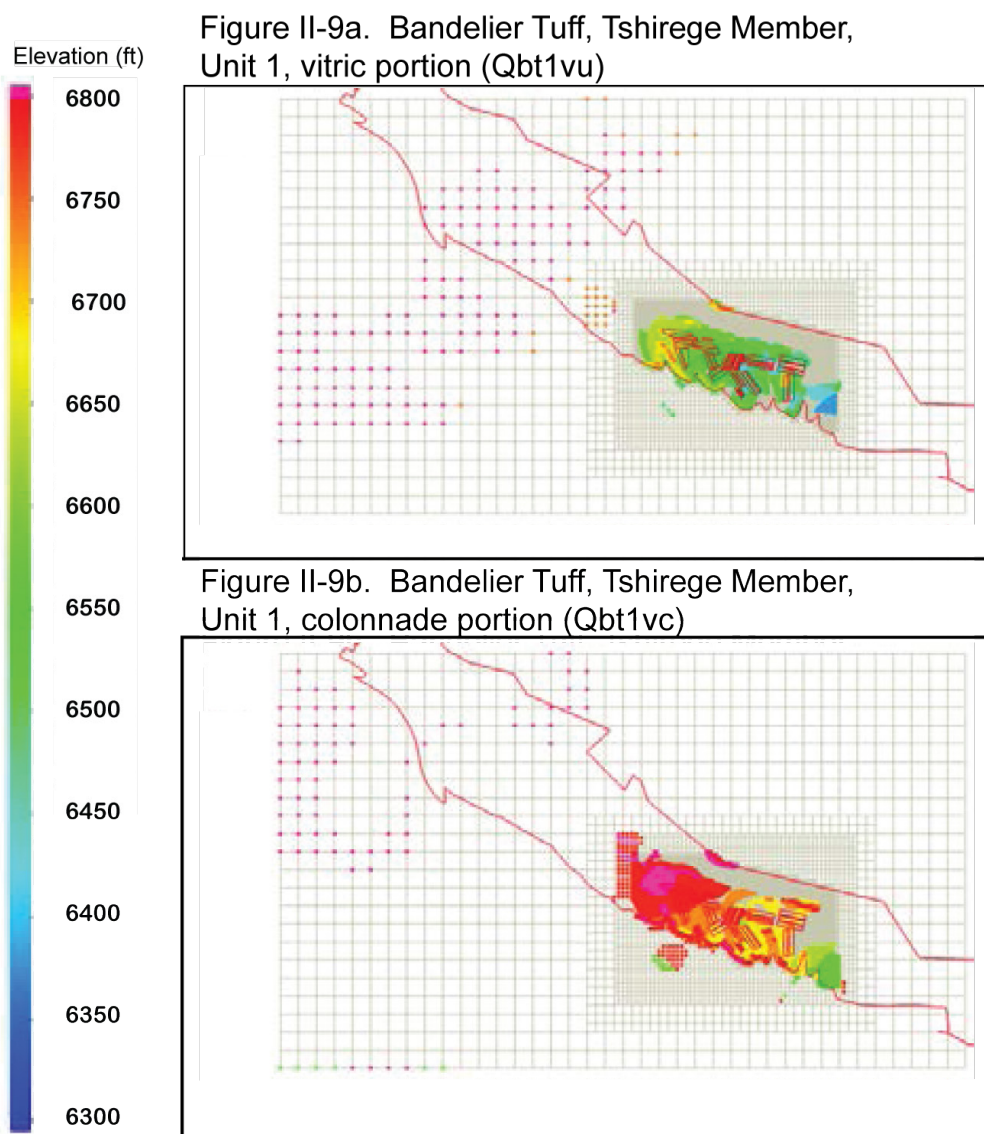 Figure II-9a.  Bandelier Tuff, Tshirege Member,
Unit 1, vitric portion (Qbt1vu)
Elevation (ft)
6800
6750
6700
6650
6600
6550
6500
6450
6400
6350
6300
Figure II-9b.  Bandelier Tuff, Tshirege Member,
Unit 1, colonnade portion (Qbt1vc)